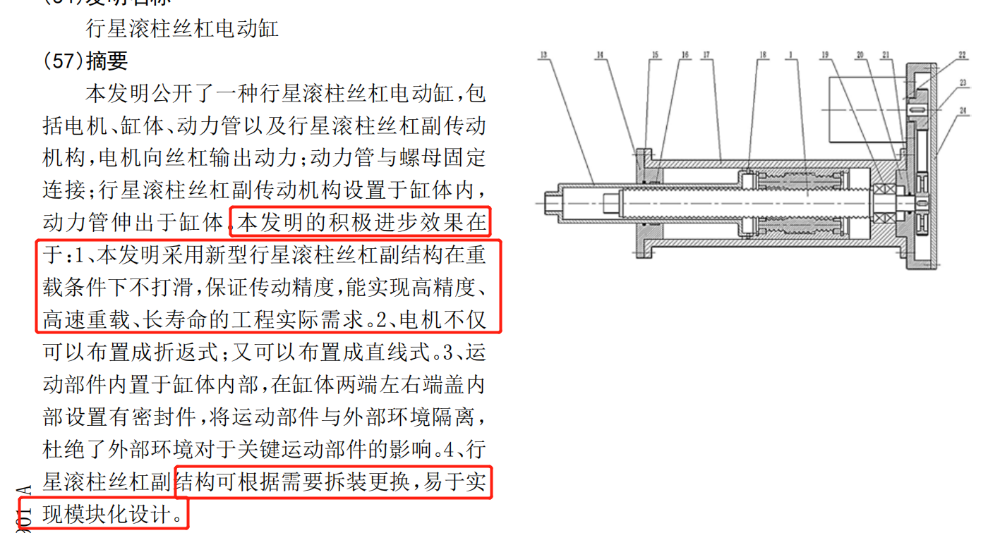 (54)发明名称
行星滚柱丝杠电动缸
(57)摘要
本发明公开了一种行星滚柱丝杠电动缸,包
括电机、缸体、动力管以及行星滚柱丝杠副传动
机构,电机向丝杠输出动力;动力管与螺母固定
连接;行星滚柱丝杠副传动机构设置于缸体内,
动力管伸出于缸体。本发明的积极进步效果在
于:1、本发明采用新型行星滚柱丝杠副结构在重
载条件下不打滑,保证传动精度,能实现高精度、
高速重载、长寿命的工程实际需求。2、电机不仅
可以布置成折返式;又可以布置成直线式。3、运
动部件内置于缸体内部,在缸体两端左右端盖内
部设置有密封件,将运动部件与外部环境隔离,
杜绝了外部环境对于关键运动部件的影响。4、行
星滚柱丝杠副结构可根据需要拆装更换,易于实
现模块化设计。
901 A
13 14 15 16 17 18 1 19 20 21 22
23
24